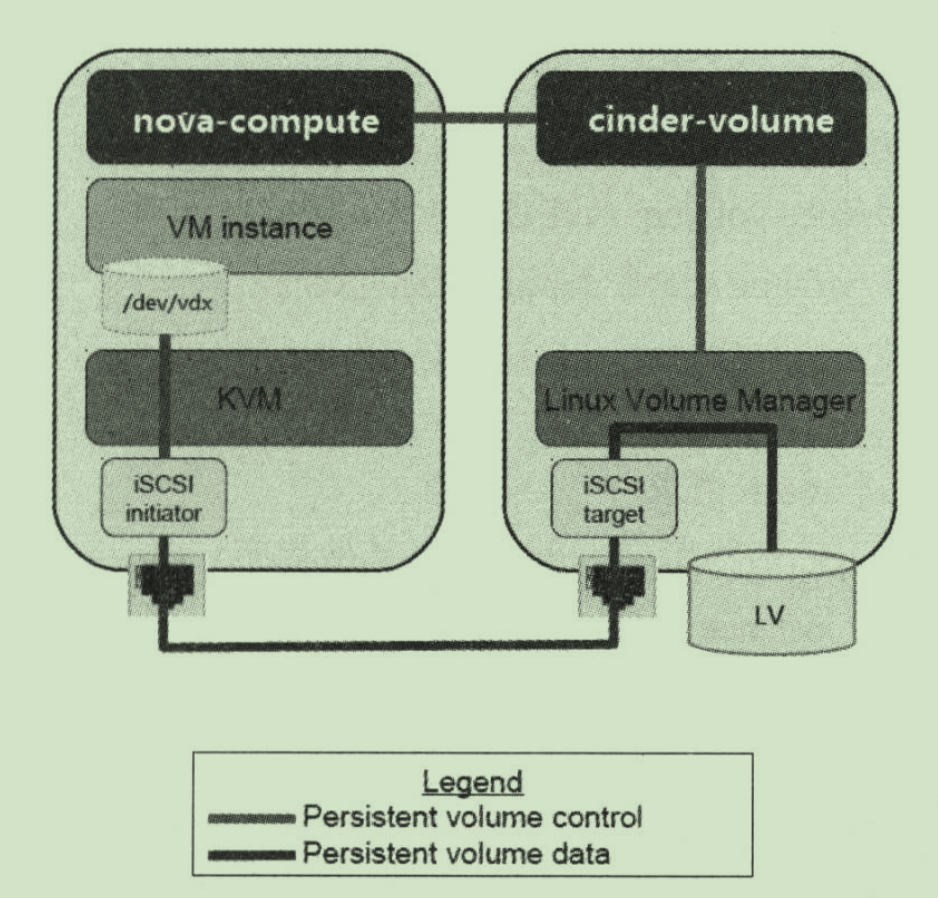 nova-compute
cinder-volume
VM instance
/dev/vdx
KVM
Linux Volume Manager
iSCSI
initiator
iSCSI
target
LV
Legend
Persistent volume control
Persistent volume data